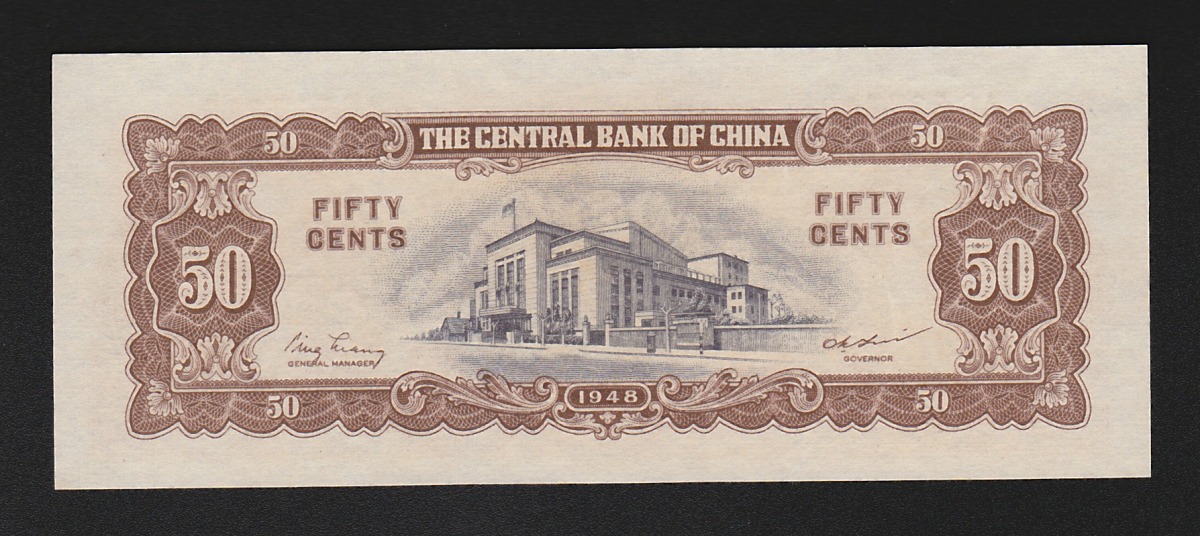 THE CENTRAL BANK OF CHINA
50 50
FIFTY CENTS
FIFTY CENTS
50 50
GENERAL MANAGER
GOVERNOR
50 1948 50